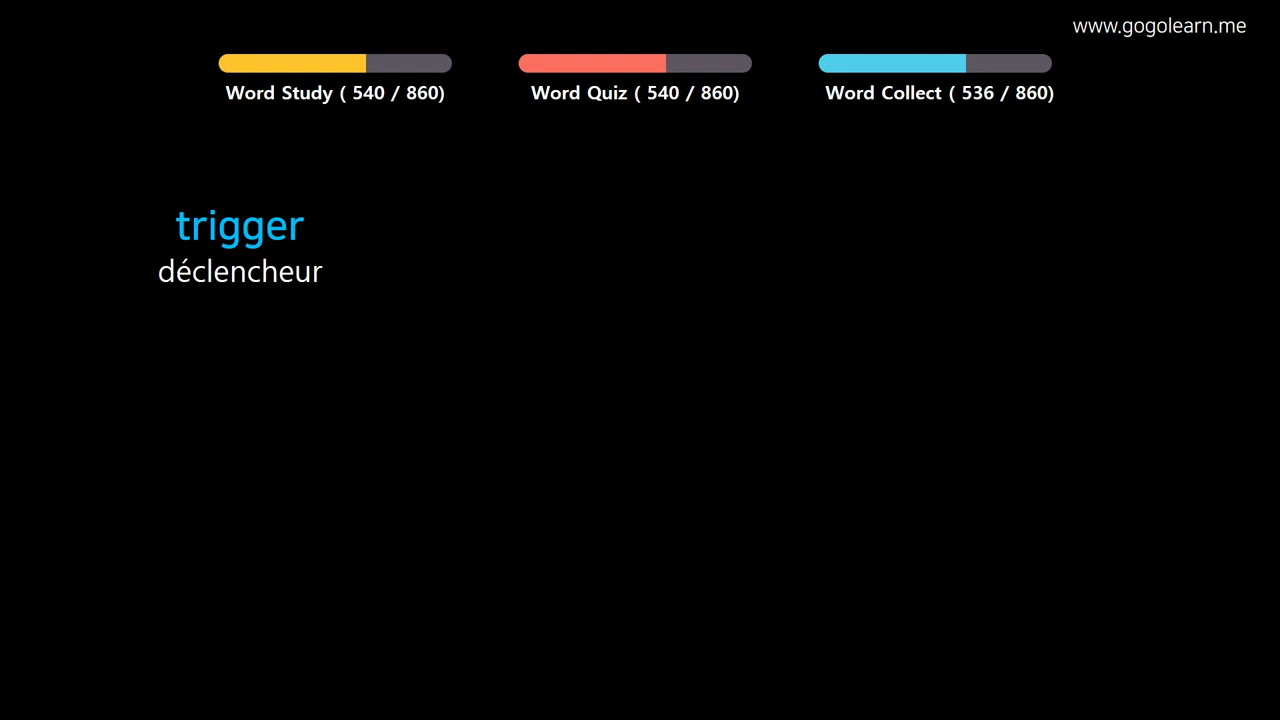 www.gogolearn.me
Word Study ( 540 / 860)
Word Quiz ( 540 / 860)
Word Collect ( 536 / 860)
trigger
déclencheur